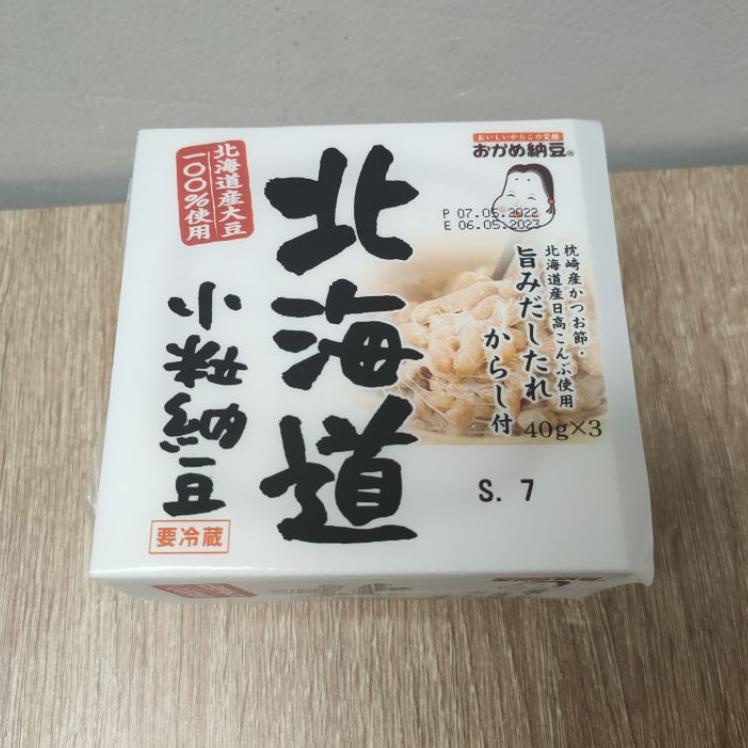 おいしいからこの笑顔
おかめ納豆®
P 07.05.2022
E 06.05.2023
枕崎産かつお節・
北海道産日高こんぶ使用
旨みだしたれ
からし付
40g×3
北海道
北海道産大豆
一〇〇%使用
小球め納豆
要冷蔵
S. 7